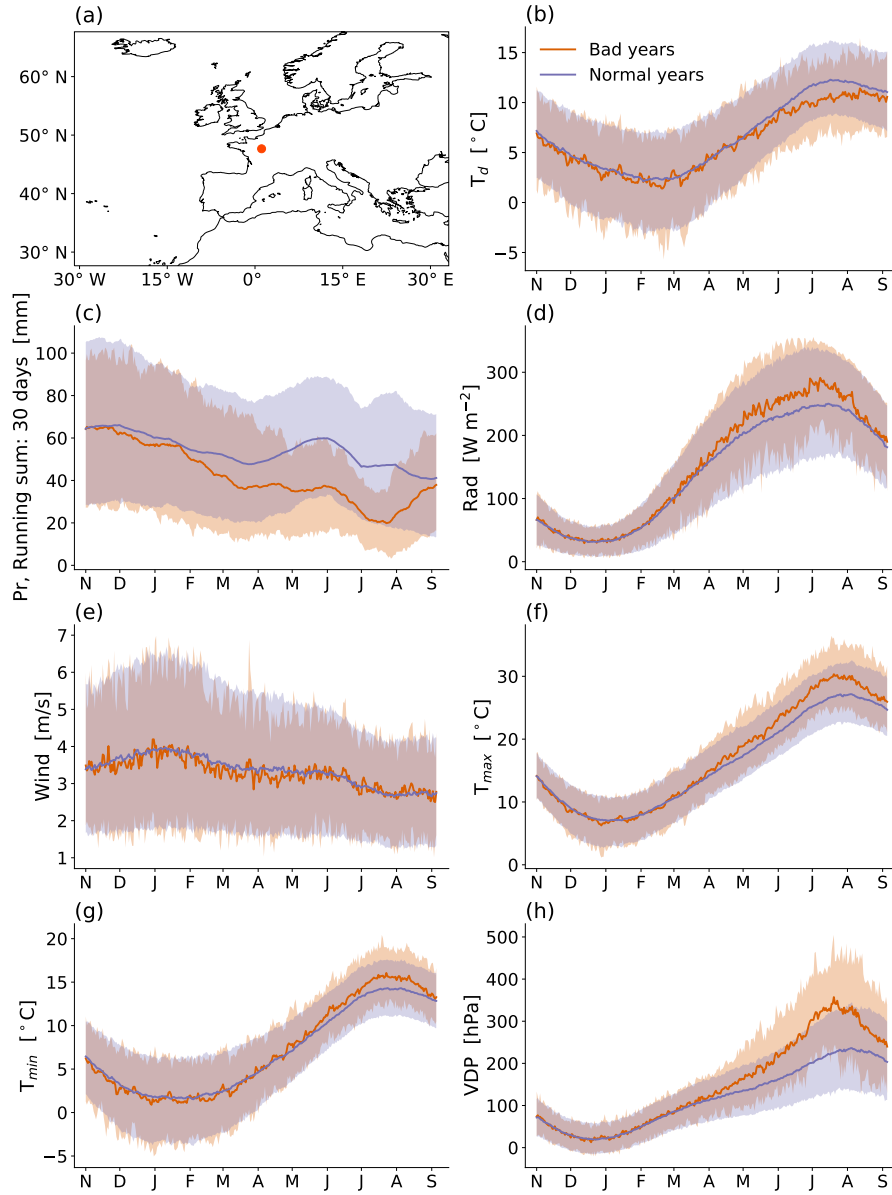 (a)
60° N
50° N
40° N
30° N
30° W
15° W
0°
15° E
30° E
(b)
Bad years
Normal years
T_d [°C]
15
10
5
0
−5
N D J F M A M J J A S
(c)
Pr, Running sum: 30 days [mm]
100
80
60
40
20
0
N D J F M A M J J A S
(d)
Rad [W m⁻²]
300
200
100
0
N D J F M A M J J A S
(e)
Wind [m/s]
7
6
5
4
3
2
1
N D J F M A M J J A S
(f)
T_max [°C]
30
20
10
0
N D J F M A M J J A S
(g)
T_min [°C]
20
15
10
5
0
−5
N D J F M A M J J A S
(h)
VDP [hPa]
500
400
300
200
100
0
N D J F M A M J J A S